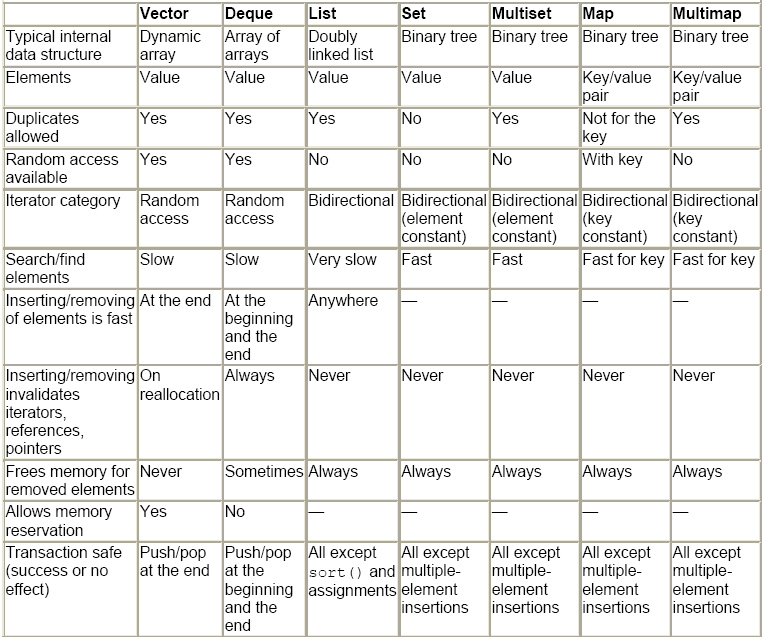 Vector
Deque
List
Set
Multiset
Map
Multimap
Typical internal
data structure
Dynamic
array
Array of
arrays
Doubly
linked list
Binary tree
Binary tree
Binary tree
Binary tree
Elements
Value
Value
Value
Value
Value
Key/value
pair
Key/value
pair
Duplicates
allowed
Yes
Yes
Yes
No
Yes
Not for the
key
Yes
Random access
available
Yes
Yes
No
No
No
With key
No
Iterator category
Random
access
Random
access
Bidirectional
Bidirectional
(element
constant)
Bidirectional
(element
constant)
Bidirectional
(key
constant)
Bidirectional
(key
constant)
Search/find
elements
Slow
Slow
Very slow
Fast
Fast
Fast for key
Fast for key
Inserting/removing
of elements is fast
At the end
At the
beginning
and the
end
Anywhere
—
—
—
—
Inserting/removing
invalidates
iterators,
references,
pointers
On
reallocation
Always
Never
Never
Never
Never
Never
Frees memory for
removed elements
Never
Sometimes
Always
Always
Always
Always
Always
Allows memory
reservation
Yes
No
—
—
—
—
—
Transaction safe
(success or no
effect)
Push/pop
at the end
Push/pop
at the
beginning
and the
end
All except
sort() and
assignments
All except
multiple-
element
insertions
All except
multiple-
element
insertions
All except
multiple-
element
insertions
All except
multiple-
element
insertions